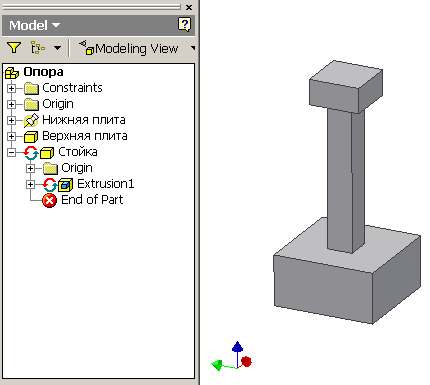 Model
?
Modeling View
Опора
Constraints
Origin
Нижняя плита
Верхняя плита
Стойка
Origin
Extrusion1
End of Part